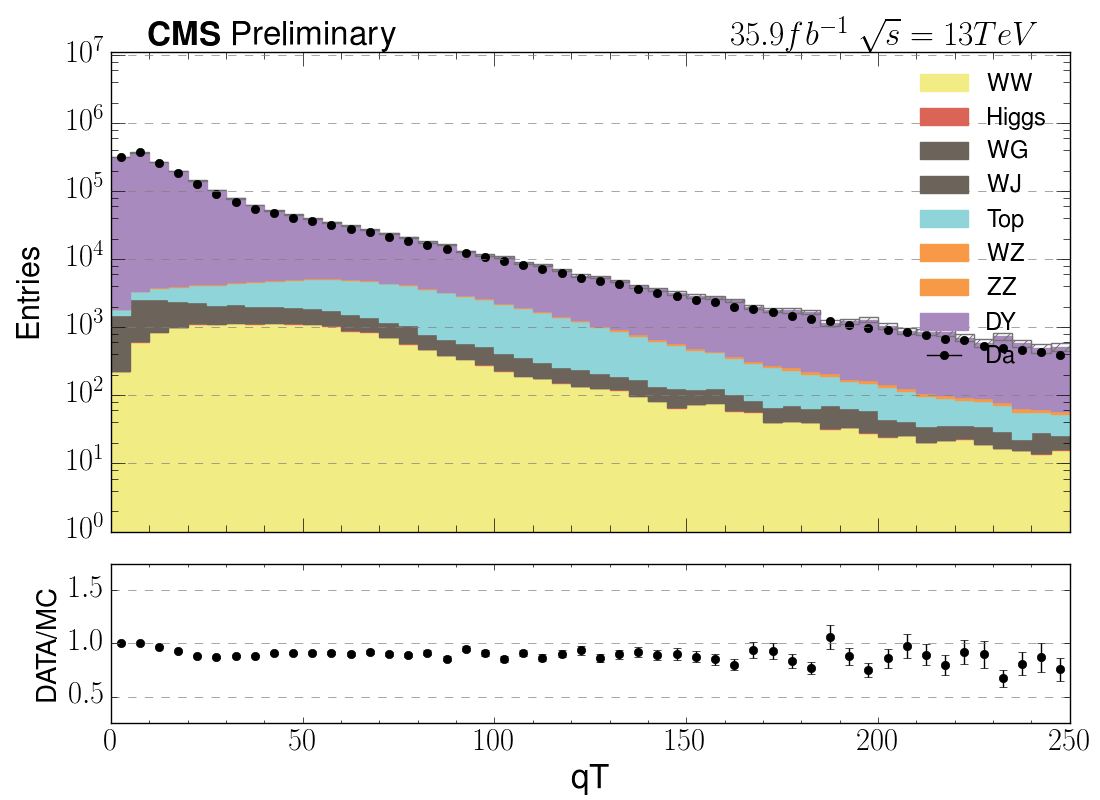 CMS Preliminary 35.9fb⁻¹ √s = 13TeV
10⁷
10⁶
10⁵
10⁴
10³
10²
10¹
10⁰
Entries
WW
Higgs
WG
WJ
Top
WZ
ZZ
DY
Da
1.5
1.0
0.5
DATA/MC
0 50 100 150 200 250
qT